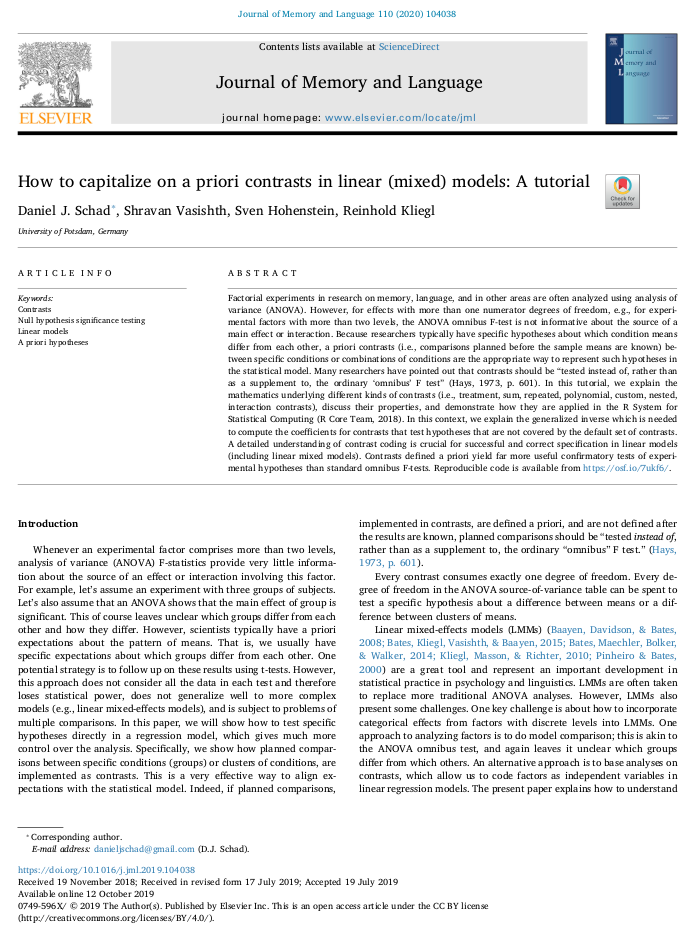 Journal of Memory and Language 110 (2020) 104038
Contents lists available at ScienceDirect
Journal of Memory and Language
journal homepage: www.elsevier.com/locate/jml
ELSEVIER
Journal of
Memory and
Language
How to capitalize on a priori contrasts in linear (mixed) models: A tutorial
Check for
updates
Daniel J. Schad*, Shravan Vasishth, Sven Hohenstein, Reinhold Kliegl
University of Potsdam, Germany
ARTICLE INFO
Keywords:
Contrasts
Null hypothesis significance testing
Linear models
A priori hypotheses
ABSTRACT
Factorial experiments in research on memory, language, and in other areas are often analyzed using analysis of
variance (ANOVA). However, for effects with more than one numerator degrees of freedom, e.g., for experi-
mental factors with more than two levels, the ANOVA omnibus F-test is not informative about the source of a
main effect or interaction. Because researchers typically have specific hypotheses about which condition means
differ from each other, a priori contrasts (i.e., comparisons planned before the sample means are known) be-
tween specific conditions or combinations of conditions are the appropriate way to represent such hypotheses in
the statistical model. Many researchers have pointed out that contrasts should be “tested instead of, rather than
as a supplement to, the ordinary ‘omnibus’ F test” (Hays, 1973, p. 601). In this tutorial, we explain the
mathematics underlying different kinds of contrasts (i.e., treatment, sum, repeated, polynomial, custom, nested,
interaction contrasts), discuss their properties, and demonstrate how they are applied in the R System for
Statistical Computing (R Core Team, 2018). In this context, we explain the generalized inverse which is needed
to compute the coefficients for contrasts that test hypotheses that are not covered by the default set of contrasts.
A detailed understanding of contrast coding is crucial for successful and correct specification in linear models
(including linear mixed models). Contrasts defined a priori yield far more useful confirmatory tests of experi-
mental hypotheses than standard omnibus F-tests. Reproducible code is available from https://osf.io/7ukf6/.
Introduction
Whenever an experimental factor comprises more than two levels,
analysis of variance (ANOVA) F-statistics provide very little informa-
tion about the source of an effect or interaction involving this factor.
For example, let’s assume an experiment with three groups of subjects.
Let’s also assume that an ANOVA shows that the main effect of group is
significant. This of course leaves unclear which groups differ from each
other and how they differ. However, scientists typically have a priori
expectations about the pattern of means. That is, we usually have
specific expectations about which groups differ from each other. One
potential strategy is to follow up on these results using t-tests. However,
this approach does not consider all the data in each test and therefore
loses statistical power, does not generalize well to more complex
models (e.g., linear mixed-effects models), and is subject to problems of
multiple comparisons. In this paper, we will show how to test specific
hypotheses directly in a regression model, which gives much more
control over the analysis. Specifically, we show how planned compar-
isons between specific conditions (groups) or clusters of conditions, are
implemented as contrasts. This is a very effective way to align ex-
pectations with the statistical model. Indeed, if planned comparisons,
implemented in contrasts, are defined a priori, and are not defined after
the results are known, planned comparisons should be “tested instead of,
rather than as a supplement to, the ordinary “omnibus” F test.” (Hays,
1973, p. 601).
Every contrast consumes exactly one degree of freedom. Every de-
gree of freedom in the ANOVA source-of-variance table can be spent to
test a specific hypothesis about a difference between means or a dif-
ference between clusters of means.
Linear mixed-effects models (LMMs) (Baayen, Davidson, & Bates,
2008; Bates, Kliegl, Vasishth, & Baayen, 2015; Bates, Maechler, Bolker,
& Walker, 2014; Kliegl, Masson, & Richter, 2010; Pinheiro & Bates,
2000) are a great tool and represent an important development in
statistical practice in psychology and linguistics. LMMs are often taken
to replace more traditional ANOVA analyses. However, LMMs also
present some challenges. One key challenge is about how to incorporate
categorical effects from factors with discrete levels into LMMs. One
approach to analyzing factors is to do model comparison; this is akin to
the ANOVA omnibus test, and again leaves it unclear which groups
differ from which others. An alternative approach is to base analyses on
contrasts, which allow us to code factors as independent variables in
linear regression models. The present paper explains how to understand
* Corresponding author.
E-mail address: danieljschad@gmail.com (D.J. Schad).
https://doi.org/10.1016/j.jml.2019.104038
Received 19 November 2018; Received in revised form 17 July 2019; Accepted 19 July 2019
Available online 12 October 2019
0749-596X/ © 2019 The Author(s). Published by Elsevier Inc. This is an open access article under the CC BY license
(http://creativecommons.org/licenses/BY/4.0/).